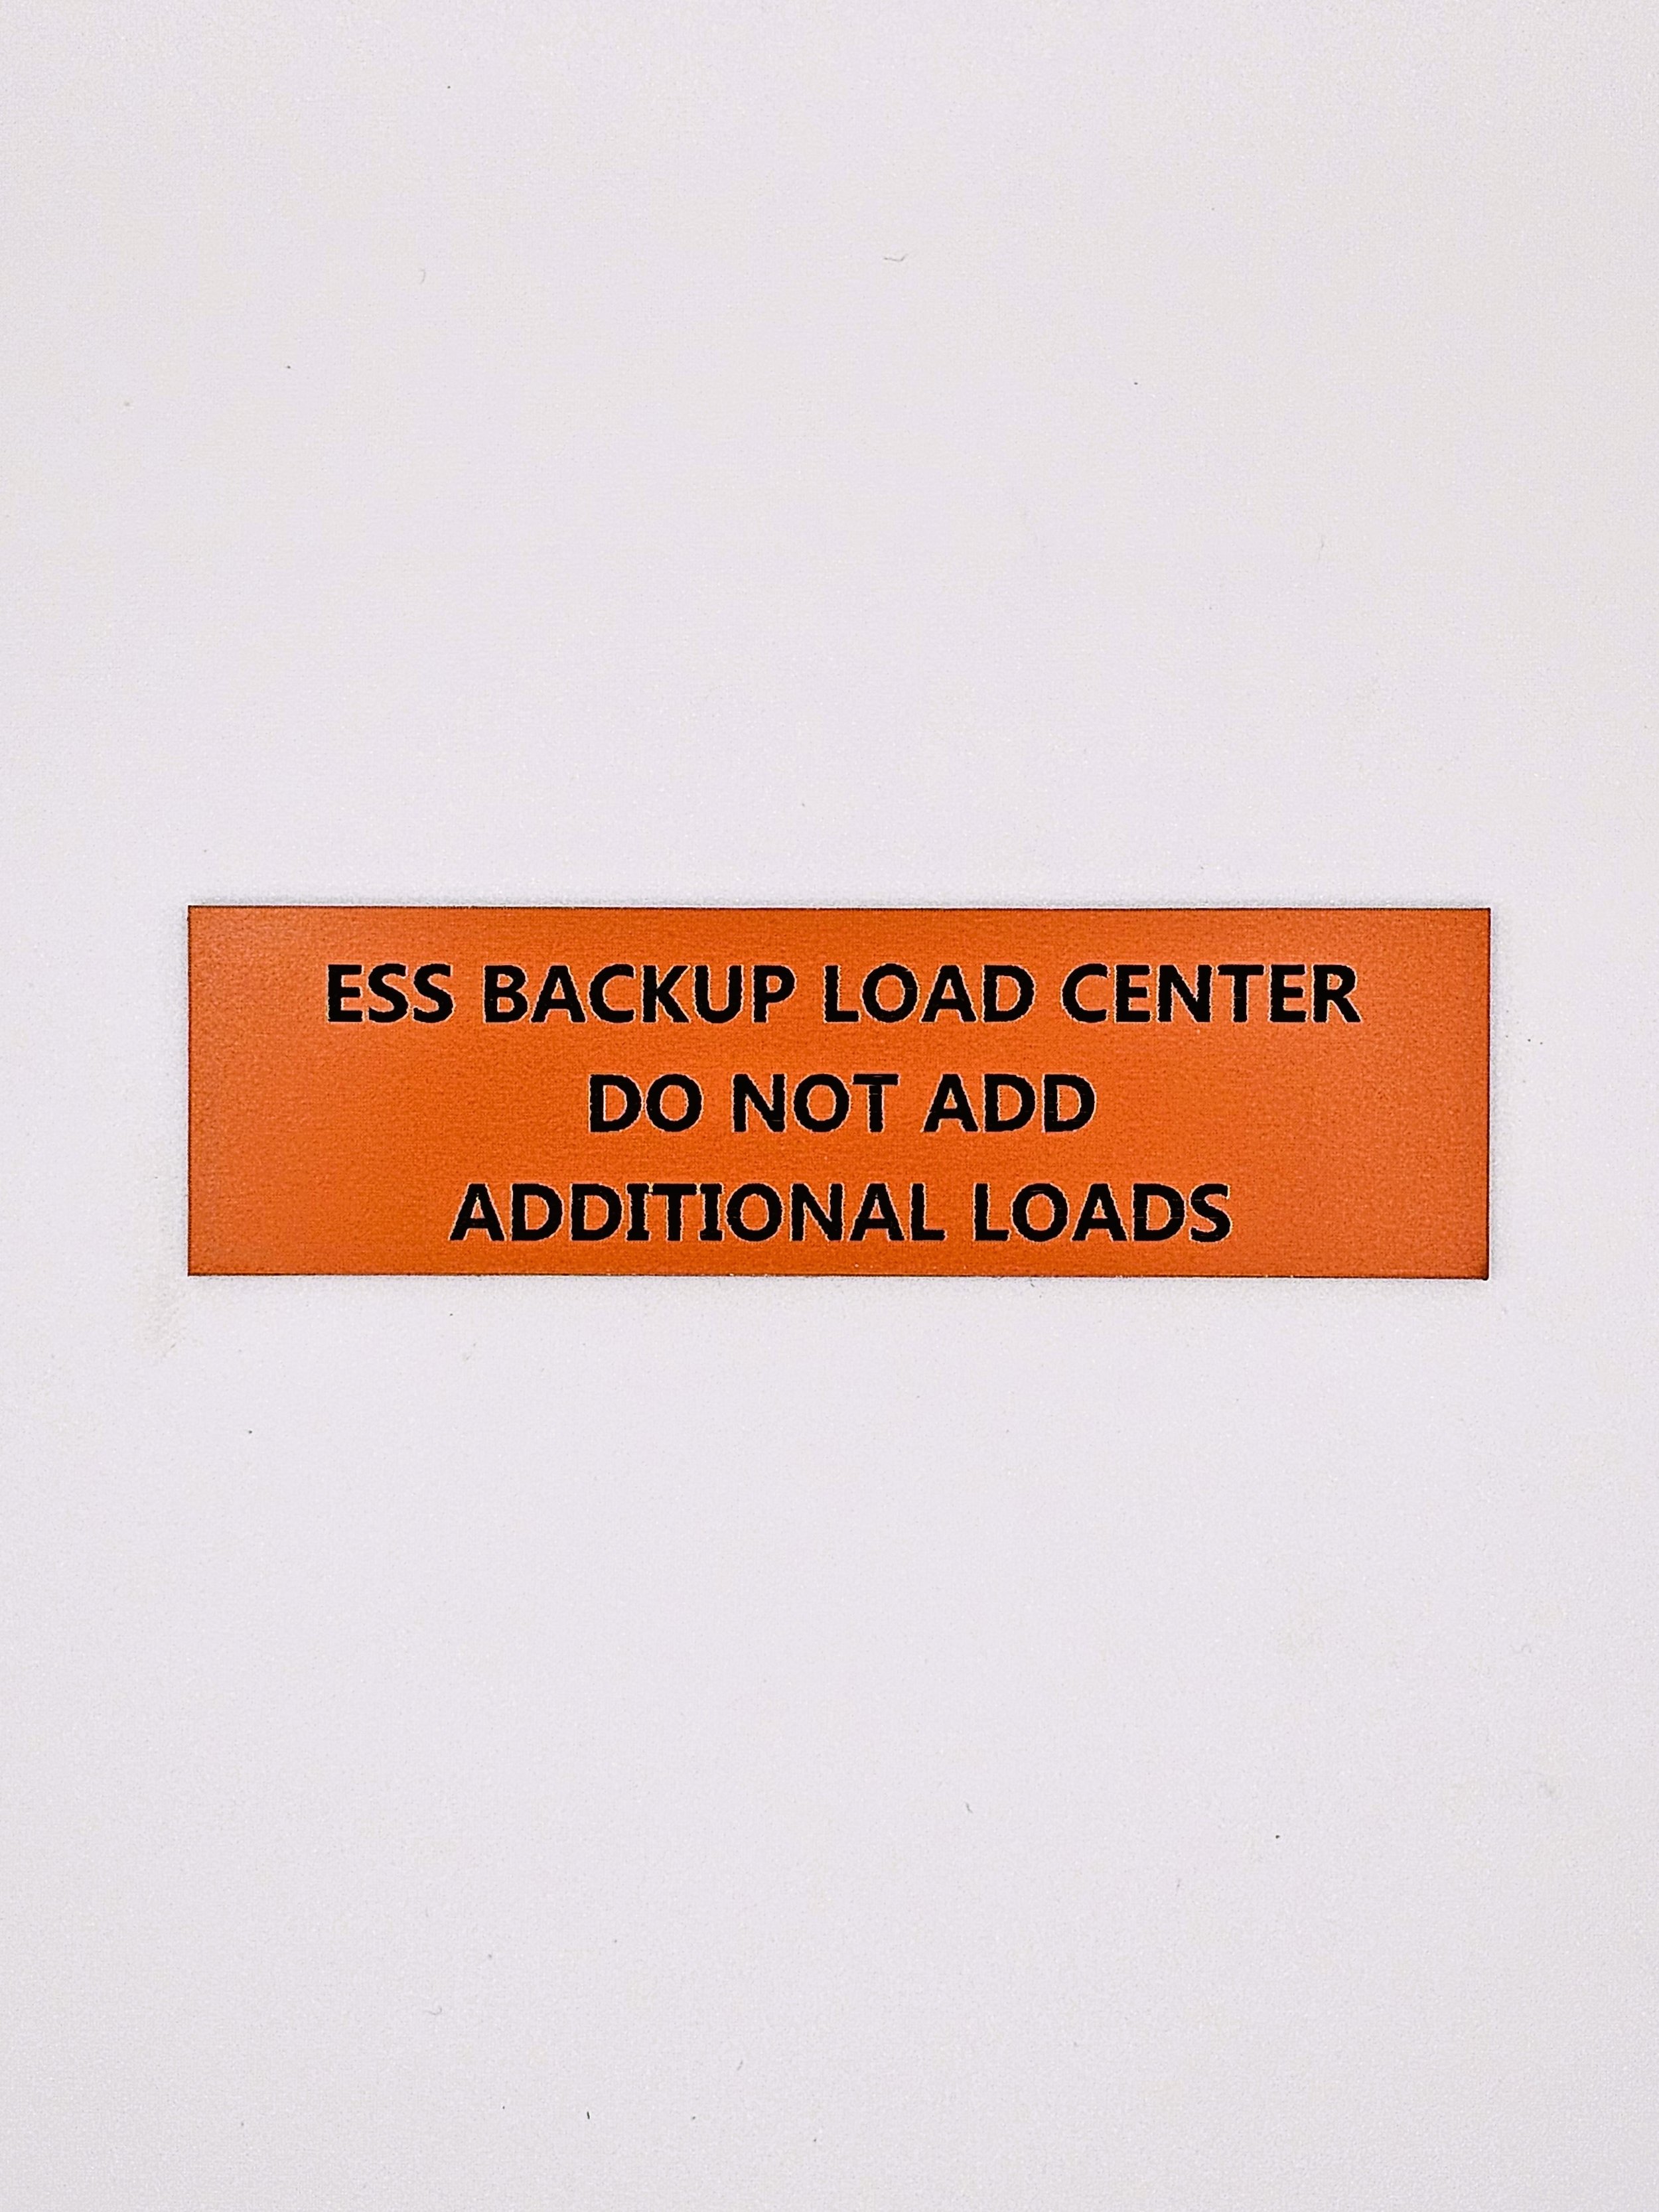 ESS BACKUP LOAD CENTER
DO NOT ADD
ADDITIONAL LOADS